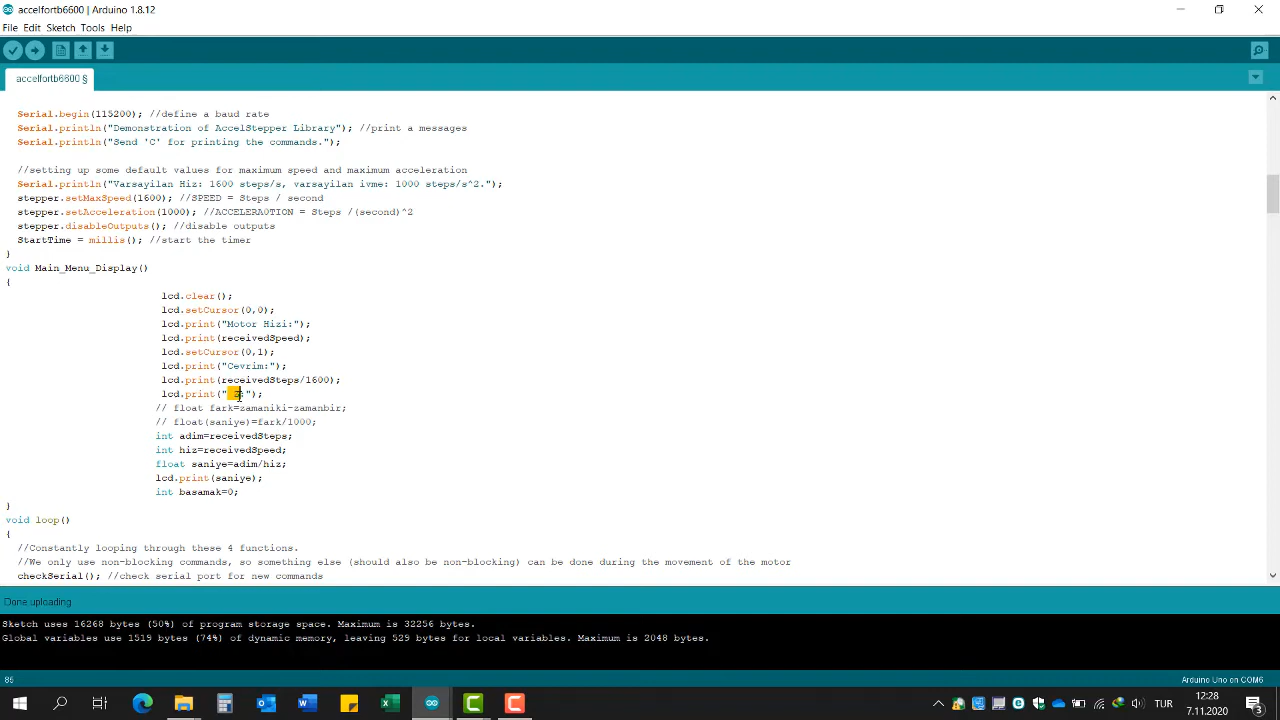 accelfortb6600 | Arduino 1.8.12
File Edit Sketch Tools Help
accelfortb6600 §
Serial.begin(115200); //define a baud rate
Serial.println("Demonstration of AccelStepper Library"); //print a messages
Serial.println("Send 'C' for printing the commands.");
//setting up some default values for maximum speed and maximum acceleration
Serial.println("Varsayilan Hiz: 1600 steps/s, varsayilan ivme: 1000 steps/s^2.");
stepper.setMaxSpeed(1600); //SPEED = Steps / second
stepper.setAcceleration(1000); //ACCELERA0TION = Steps /(second)^2
stepper.disableOutputs(); //disable outputs
StartTime = millis(); //start the timer
}
void Main_Menu_Display()
{
lcd.clear();
lcd.setCursor(0,0);
lcd.print("Motor Hizi:");
lcd.print(receivedSpeed);
lcd.setCursor(0,1);
lcd.print("Cevrim:");
lcd.print(receivedSteps/1600);
lcd.print(" ");
// float fark=zamaniki-zamanbir;
// float(saniye)=fark/1000;
int adim=receivedSteps;
int hiz=receivedSpeed;
float saniye=adim/hiz;
lcd.print(saniye);
int basamak=0;
}
void loop()
{
//Constantly looping through these 4 functions.
//We only use non-blocking commands, so something else (should also be non-blocking) can be done during the movement of the motor
checkSerial(); //check serial port for new commands
Done uploading
Sketch uses 16268 bytes (50%) of program storage space. Maximum is 32256 bytes.
Global variables use 1519 bytes (74%) of dynamic memory, leaving 529 bytes for local variables. Maximum is 2048 bytes.
85
Arduino Uno on COM6
TUR
12:28
7.11.2020
3